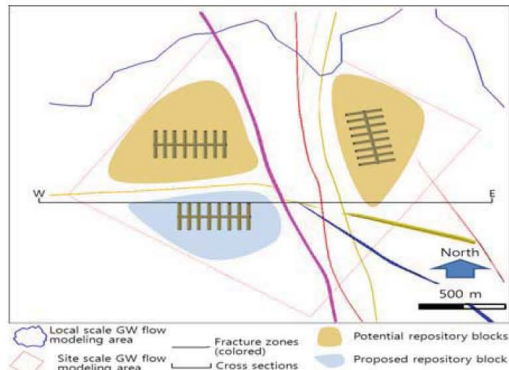 W
E
North
500 m
Local scale GW flow
modeling area
Fracture zones
(colored)
Potential repository blocks
Site scale GW flow
modeling area
Cross sections
Proposed repository block